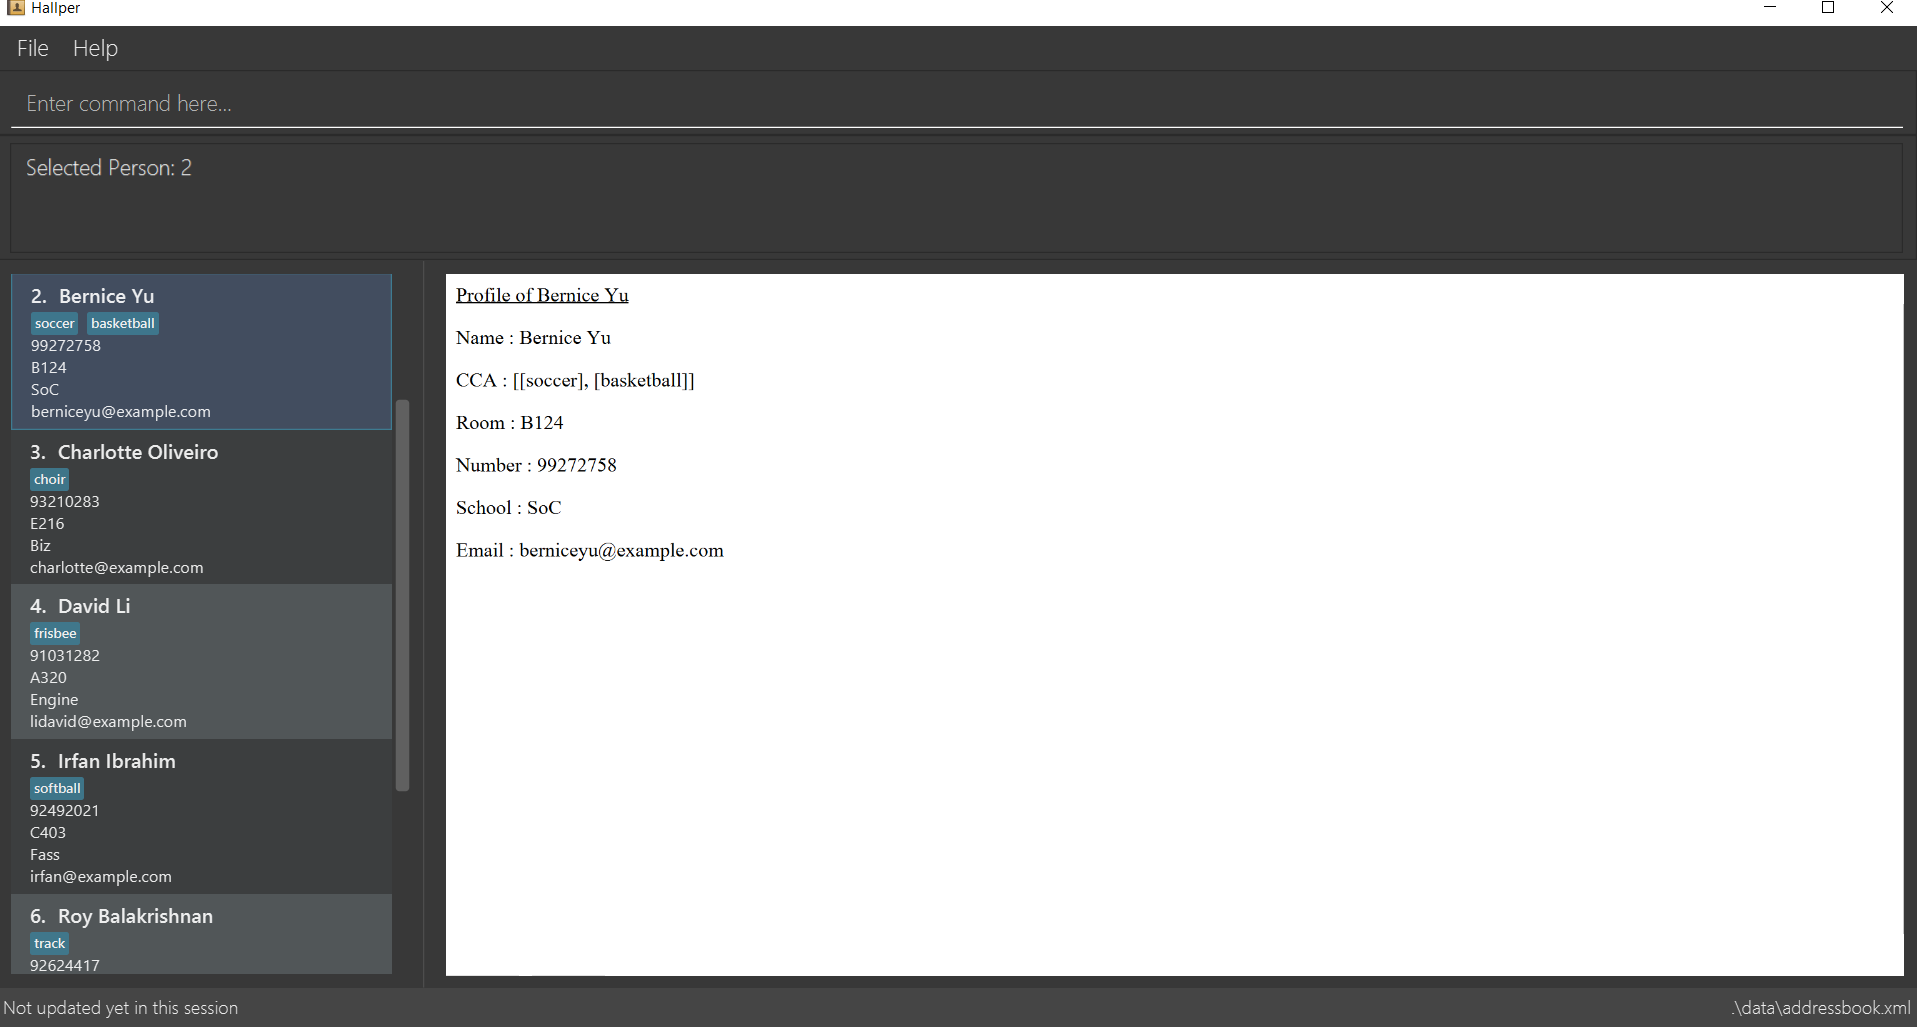 Hallper
File Help
Enter command here...
Selected Person: 2
2. Bernice Yu
soccer basketball
99272758
B124
SoC
berniceyu@example.com
3. Charlotte Oliveiro
choir
93210283
E216
Biz
charlotte@example.com
4. David Li
frisbee
91031282
A320
Engine
lidavid@example.com
5. Irfan Ibrahim
softball
92492021
C403
Fass
irfan@example.com
6. Roy Balakrishnan
track
92624417
Profile of Bernice Yu
Name : Bernice Yu
CCA : [[soccer], [basketball]]
Room : B124
Number : 99272758
School : SoC
Email : berniceyu@example.com
Not updated yet in this session
.\data\addressbook.xml